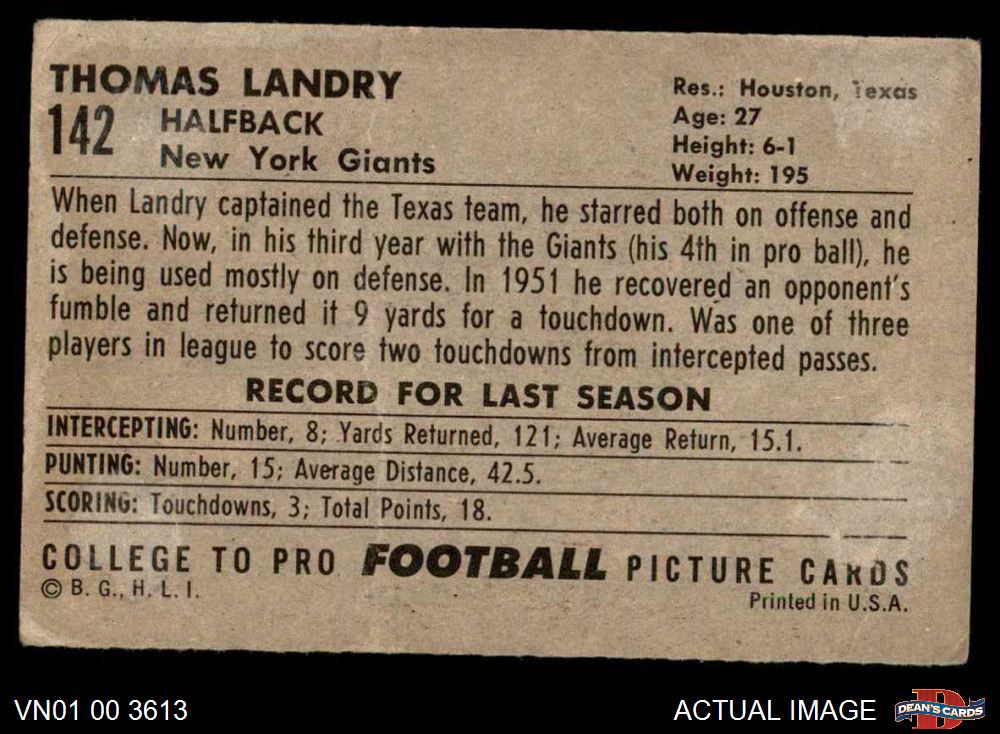 THOMAS LANDRY
142 HALFBACK
New York Giants
Res.: Houston, Texas
Age: 27
Height: 6-1
Weight: 195
When Landry captained the Texas team, he starred both on offense and
defense. Now, in his third year with the Giants (his 4th in pro ball), he
is being used mostly on defense. In 1951 he recovered an opponent's
fumble and returned it 9 yards for a touchdown. Was one of three
players in league to score two touchdowns from intercepted passes.
RECORD FOR LAST SEASON
INTERCEPTING: Number, 8; Yards Returned, 121; Average Return, 15.1.
PUNTING: Number, 15; Average Distance, 42.5.
SCORING: Touchdowns, 3; Total Points, 18.
COLLEGE TO PRO FOOTBALL PICTURE CARDS
© B. G., H. L. I.
Printed in U.S.A.
VN01 00 3613
ACTUAL IMAGE
D
DEAN'S CARDS